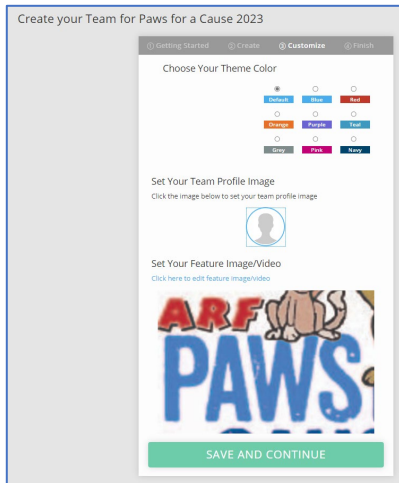 Create your Team for Paws for a Cause 2023
① Getting Started ② Create ③ Customize ④ Finish
Choose Your Theme Color
Default Blue Red
Orange Purple Teal
Grey Pink Navy
Set Your Team Profile Image
Click the image below to set your team profile image
Set Your Feature Image/Video
Click here to edit feature image/video
ARF
PAWS
SAVE AND CONTINUE